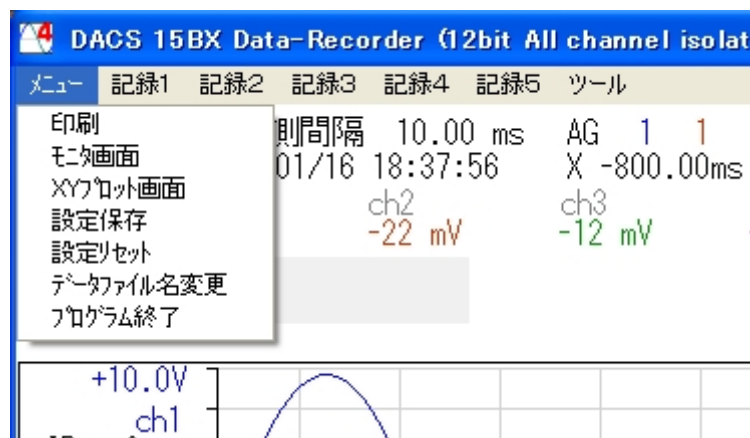 DACS 15BX Data-Recorder (12bit All channel isolat
ﾒﾆｭｰ 記録1 記録2 記録3 記録4 記録5 ツール
印刷
ﾓﾆﾀ画面
XYﾌﾟﾛｯﾄ画面
設定保存
設定ﾘｾｯﾄ
ﾃﾞｰﾀﾌｧｲﾙ名変更
ﾌﾟﾛｸﾞﾗﾑ終了
測間隔 10.00 ms AG 1 1
01/16 18:37:56 X -800.00ms
ch2 ch3
-22 mV -12 mV
+10.0V
ch1